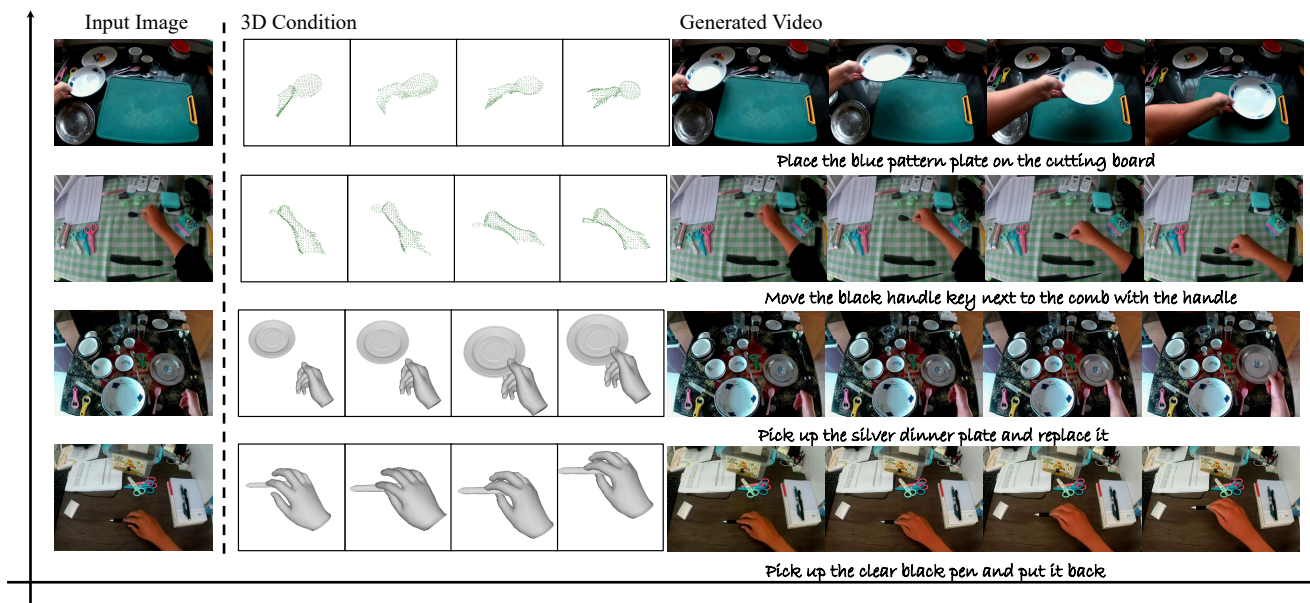 Input Image
3D Condition
Generated Video
Place the blue pattern plate on the cutting board
Move the black handle key next to the comb with the handle
Pick up the silver dinner plate and replace it
Pick up the clear black pen and put it back